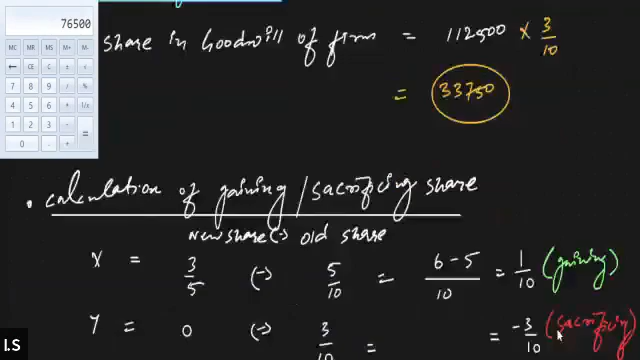 76500
MC MR MS M+ M-
← CE C ± √
7 8 9 / %
4 5 6 * 1/x
1 2 3 -
0 . + =
share in Goodwill of firm = 112500 × 3/10
= 33750
• calculation of gaining/sacrificing share
New share (-) old share
X = 3/5 (-) 5/10 = 6-5/10 = 1/10 (gaining)
Y = 0 (-) 3/10 = = -3/10 (sacrificing)
I.S